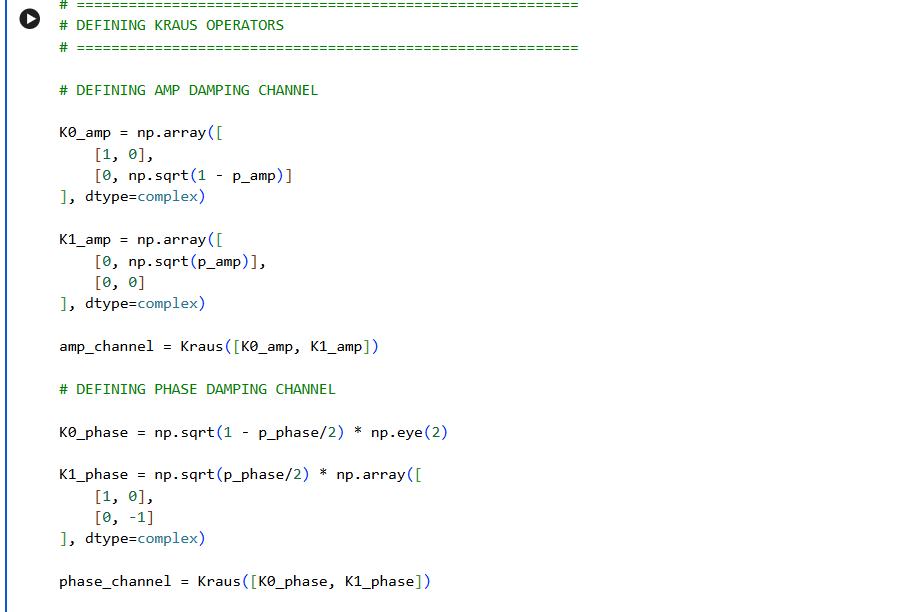 # ==========================================================
# DEFINING KRAUS OPERATORS
# ==========================================================
# DEFINING AMP DAMPING CHANNEL
K0_amp = np.array([
    [1, 0],
    [0, np.sqrt(1 - p_amp)]
], dtype=complex)
K1_amp = np.array([
    [0, np.sqrt(p_amp)],
    [0, 0]
], dtype=complex)
amp_channel = Kraus([K0_amp, K1_amp])
# DEFINING PHASE DAMPING CHANNEL
K0_phase = np.sqrt(1 - p_phase/2) * np.eye(2)
K1_phase = np.sqrt(p_phase/2) * np.array([
    [1, 0],
    [0, -1]
], dtype=complex)
phase_channel = Kraus([K0_phase, K1_phase])